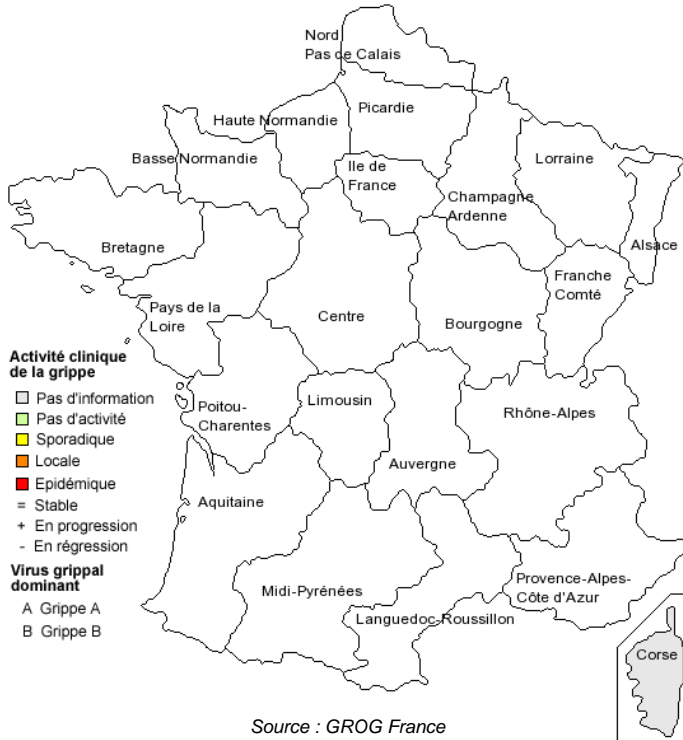 Nord
Pas de Calais
Picardie
Haute Normandie
Basse Normandie
Ile de
France
Lorraine
Champagne
Ardenne
Alsace
Bretagne
Franche
Comté
Pays de la
Loire
Centre
Bourgogne
Activité clinique
de la grippe
Pas d'information
Pas d'activité
Sporadique
Locale
Epidémique
= Stable
+ En progression
- En régression
Virus grippal
dominant
A Grippe A
B Grippe B
Poitou-
Charentes
Limousin
Rhône-Alpes
Auvergne
Aquitaine
Midi-Pyrénées
Provence-Alpes-
Côte d'Azur
Languedoc-Roussillon
Corse
Source : GROG France